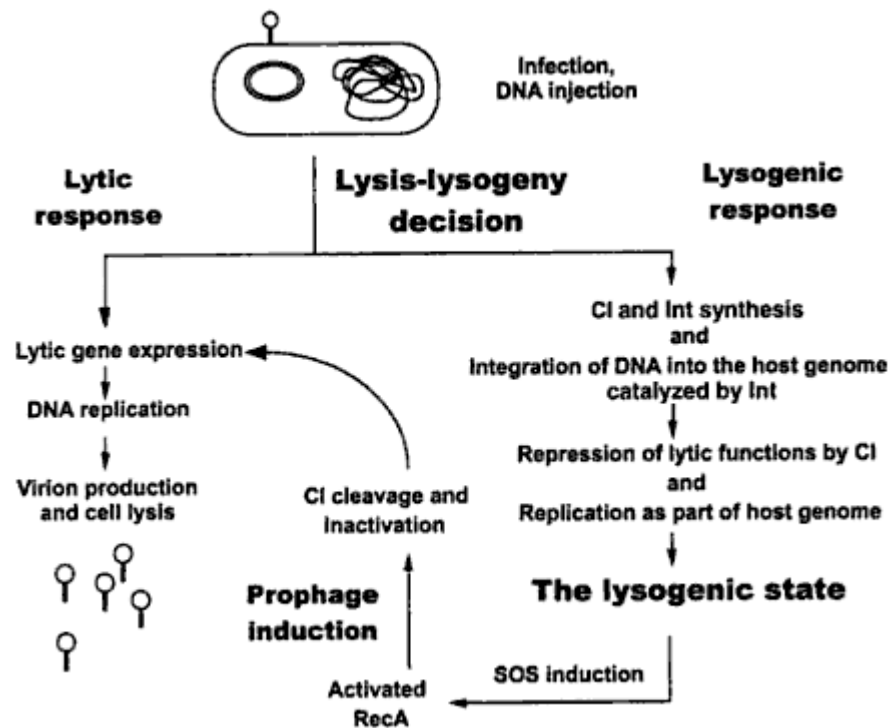 Infection,
DNA injection
Lytic
response
Lysis-lysogeny
decision
Lysogenic
response
Lytic gene expression
DNA replication
Virion production
and cell lysis
CI and Int synthesis
and
Integration of DNA into the host genome
catalyzed by Int
Repression of lytic functions by CI
and
Replication as part of host genome
The lysogenic state
SOS induction
Activated
RecA
Prophage
induction
CI cleavage and
inactivation